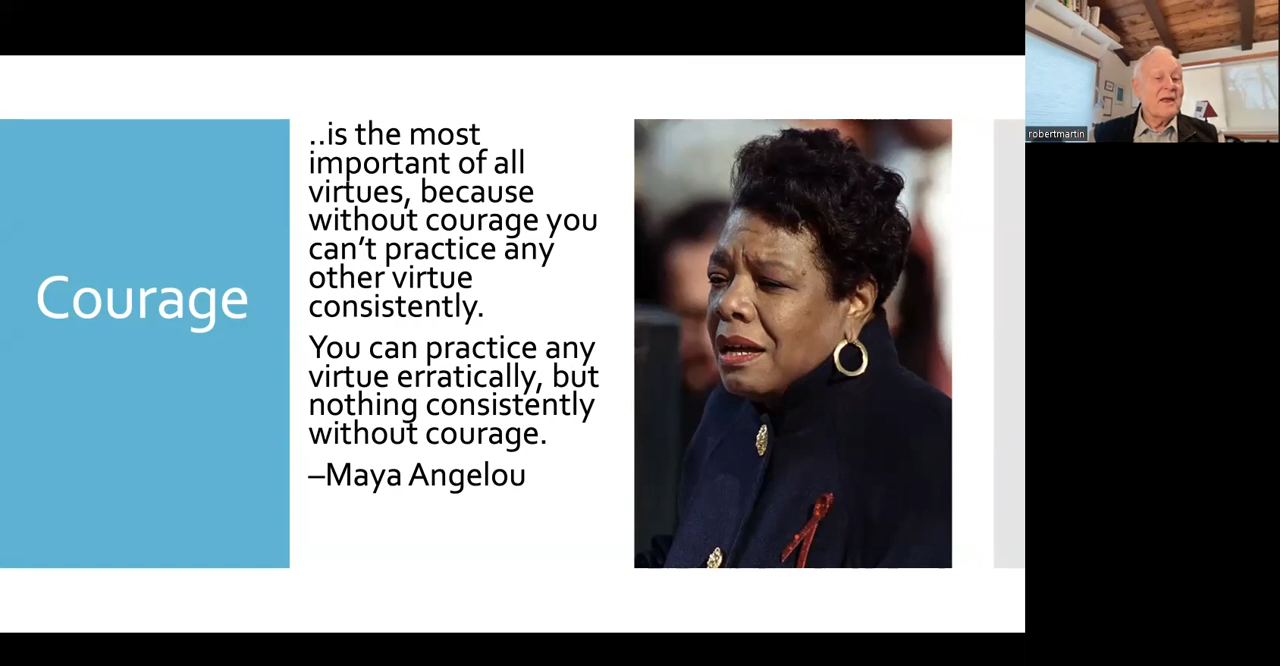 Courage
..is the most
important of all
virtues, because
without courage you
can’t practice any
other virtue
consistently.
You can practice any
virtue erratically, but
nothing consistently
without courage.
–Maya Angelou
robertmartin